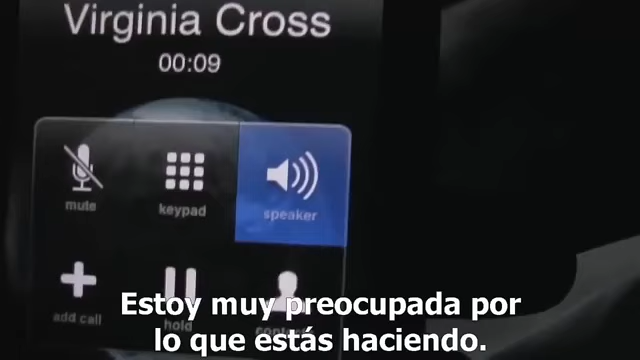 Virginia Cross
00:09
mute
keypad
speaker
add call
hold
Estoy muy preocupada por
lo que estás haciendo.